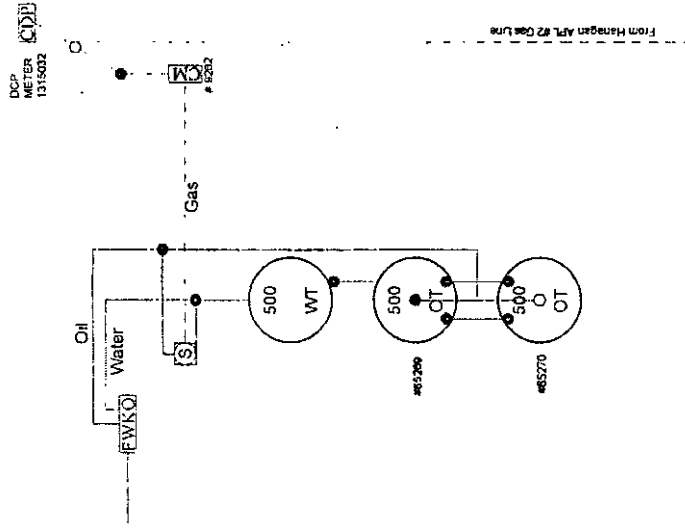 DCP
METER
1315032
CDP
From Hanagan APL #2 Gas Line
CM
# 9262
Gas
Oil
Water
S
FWKO
500
WT
500
OT
#65269
500
OT
#65270